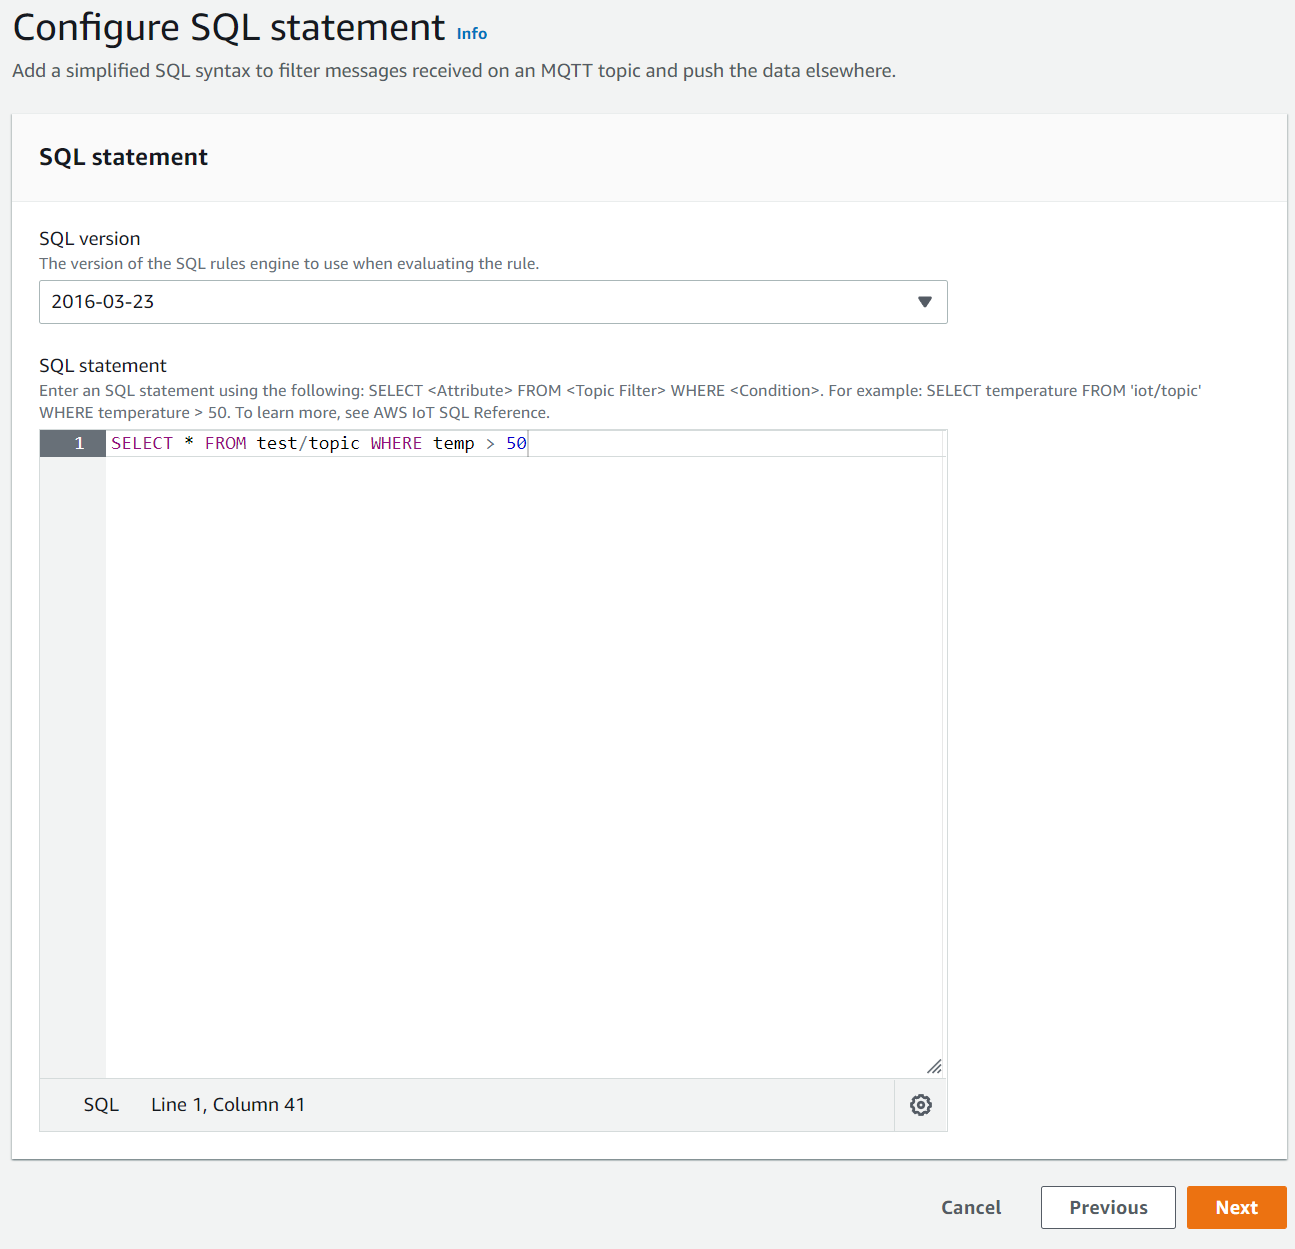 Configure SQL statement Info
Add a simplified SQL syntax to filter messages received on an MQTT topic and push the data elsewhere.
SQL statement
SQL version
The version of the SQL rules engine to use when evaluating the rule.
2016-03-23
SQL statement
Enter an SQL statement using the following: SELECT <Attribute> FROM <Topic Filter> WHERE <Condition>. For example: SELECT temperature FROM 'iot/topic'
WHERE temperature > 50. To learn more, see AWS IoT SQL Reference.
1 SELECT * FROM test/topic WHERE temp > 50
SQL Line 1, Column 41
Cancel Previous Next